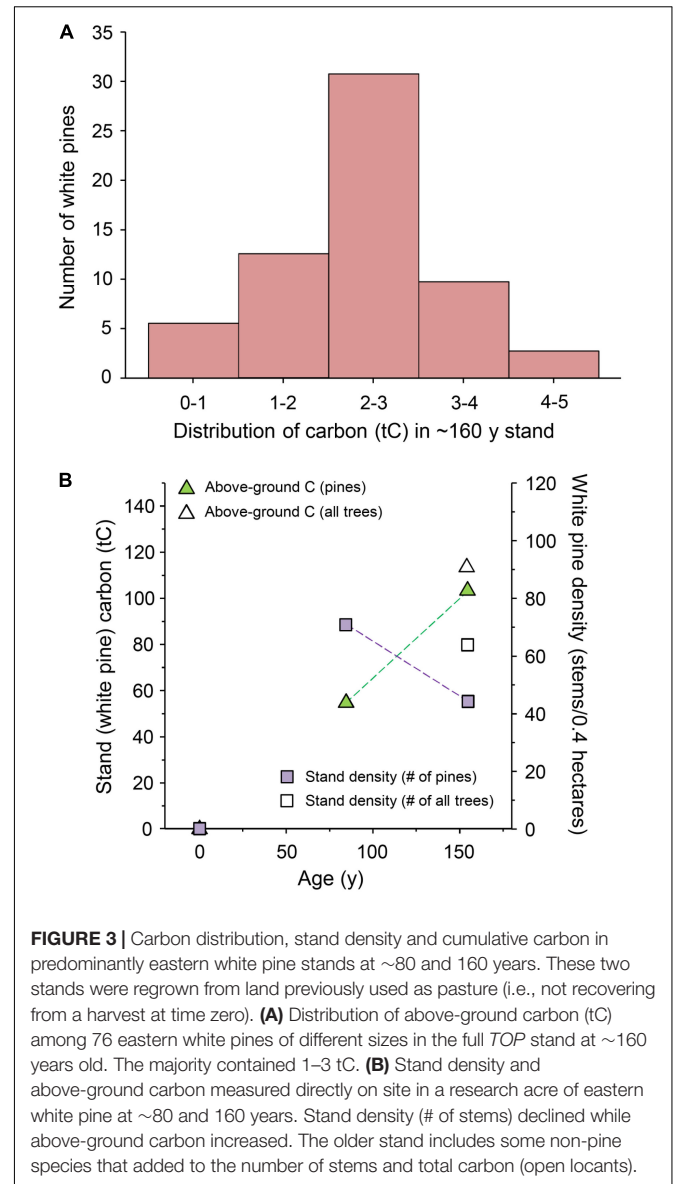 A
35
30
25
20
15
10
5
0
Number of white pines
0-1 1-2 2-3 3-4 4-5
Distribution of carbon (tC) in ~160 y stand
B
Above-ground C (pines)
Above-ground C (all trees)
140
120
100
80
60
40
20
0
Stand (white pine) carbon (tC)
120
100
80
60
40
20
0
White pine density (stems/0.4 hectares)
Stand density (# of pines)
Stand density (# of all trees)
0 50 100 150
Age (y)
FIGURE 3 | Carbon distribution, stand density and cumulative carbon in
predominantly eastern white pine stands at ~80 and 160 years. These two
stands were regrown from land previously used as pasture (i.e., not recovering
from a harvest at time zero). (A) Distribution of above-ground carbon (tC)
among 76 eastern white pines of different sizes in the full TOP stand at ~160
years old. The majority contained 1–3 tC. (B) Stand density and
above-ground carbon measured directly on site in a research acre of eastern
white pine at ~80 and 160 years. Stand density (# of stems) declined while
above-ground carbon increased. The older stand includes some non-pine
species that added to the number of stems and total carbon (open locants).